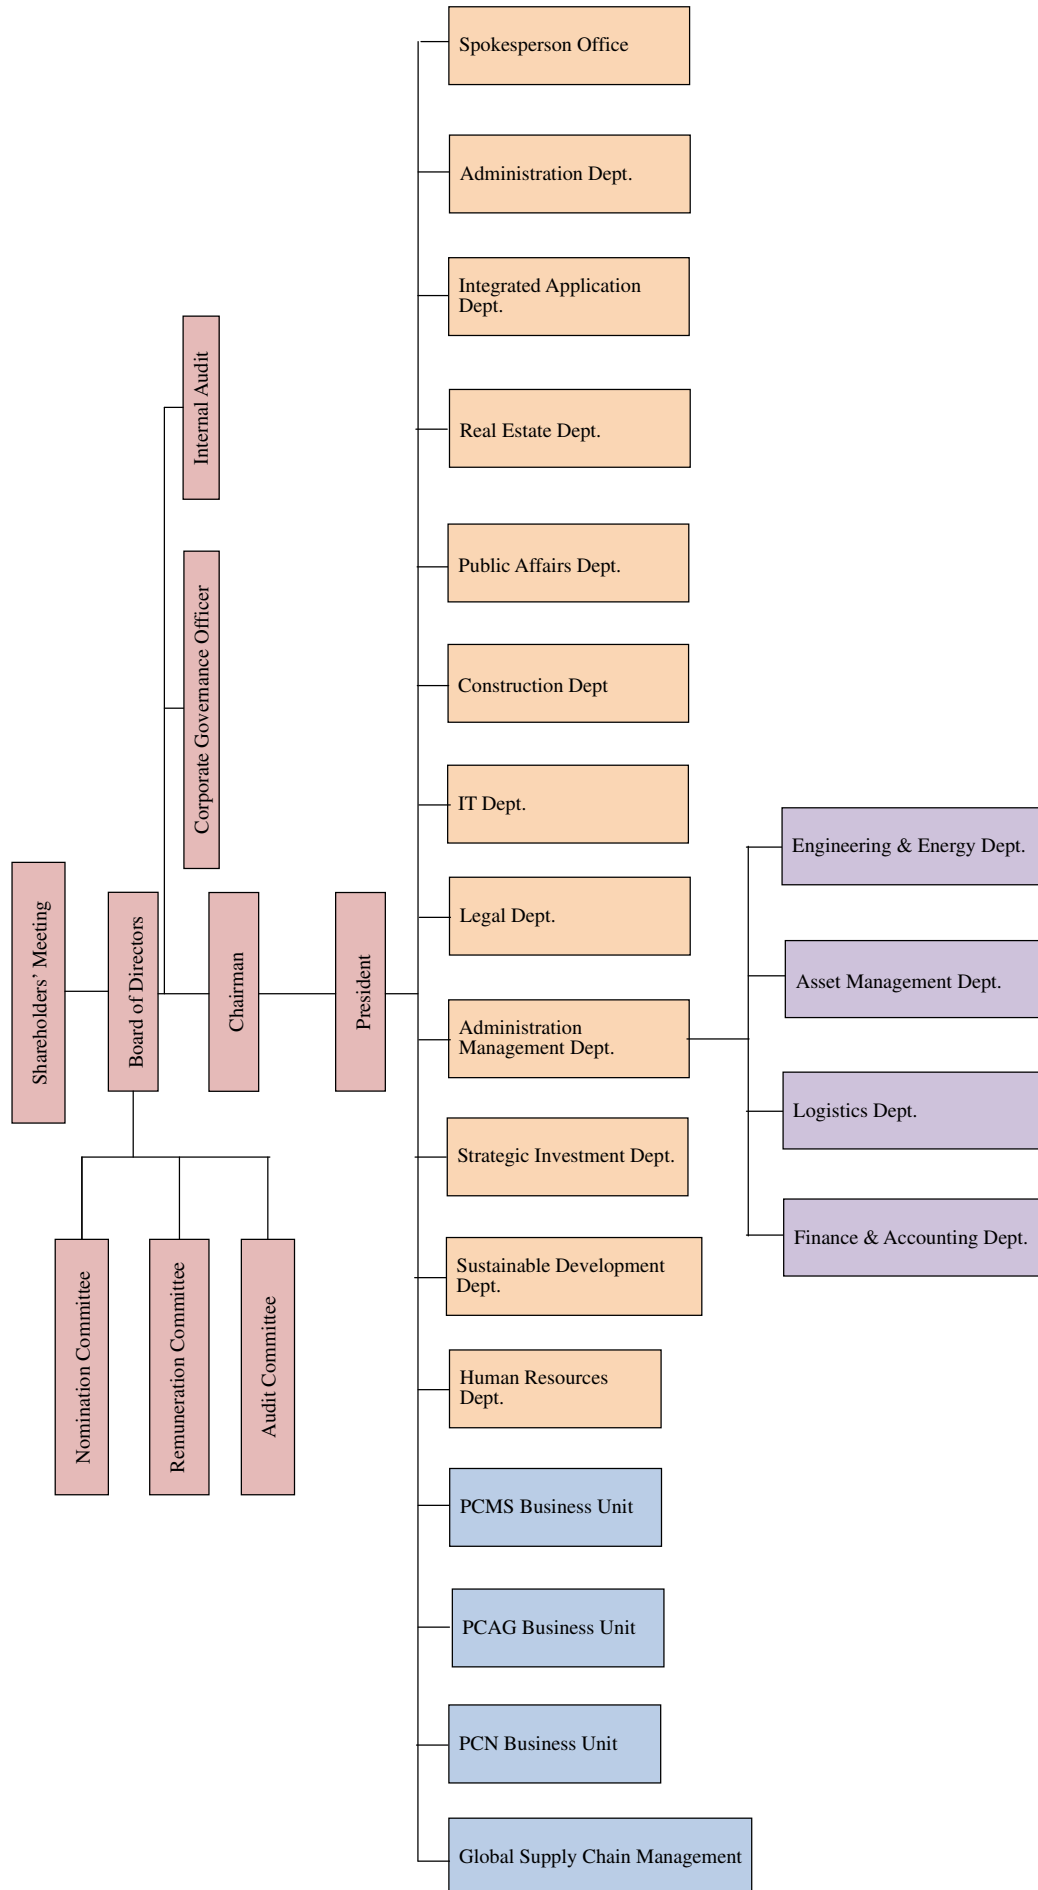 Spokesperson Office
Administration Dept.
Integrated Application
Dept.
Real Estate Dept.
Public Affairs Dept.
Construction Dept
IT Dept.
Legal Dept.
Administration
Management Dept.
Strategic Investment Dept.
Sustainable Development
Dept.
Human Resources
Dept.
PCMS Business Unit
PCAG Business Unit
PCN Business Unit
Global Supply Chain Management
Engineering & Energy Dept.
Asset Management Dept.
Logistics Dept.
Finance & Accounting Dept.
Internal Audit
Corporate Governance Officer
Shareholders’ Meeting
Board of Directors
Chairman
President
Nomination Committee
Remuneration Committee
Audit Committee